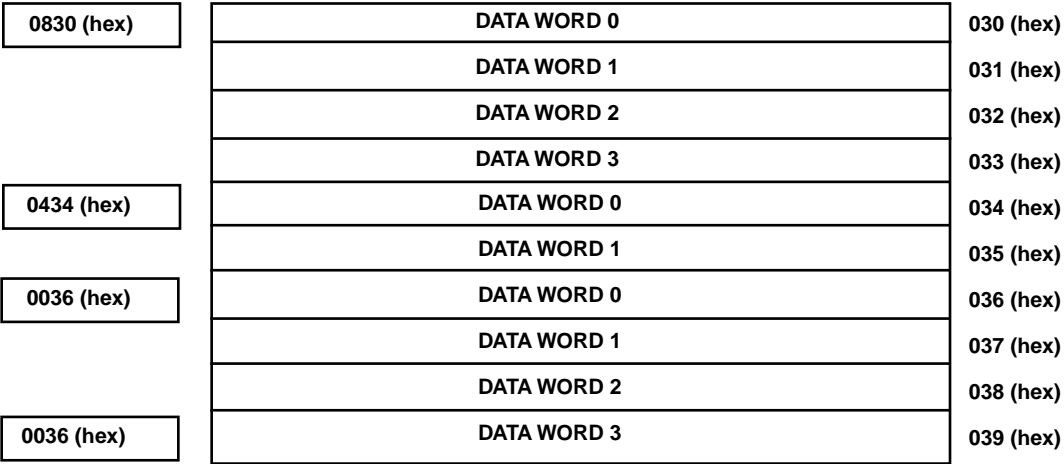 0830 (hex) DATA WORD 0 030 (hex)
DATA WORD 1 031 (hex)
DATA WORD 2 032 (hex)
DATA WORD 3 033 (hex)
0434 (hex) DATA WORD 0 034 (hex)
DATA WORD 1 035 (hex)
0036 (hex) DATA WORD 0 036 (hex)
DATA WORD 1 037 (hex)
DATA WORD 2 038 (hex)
0036 (hex) DATA WORD 3 039 (hex)